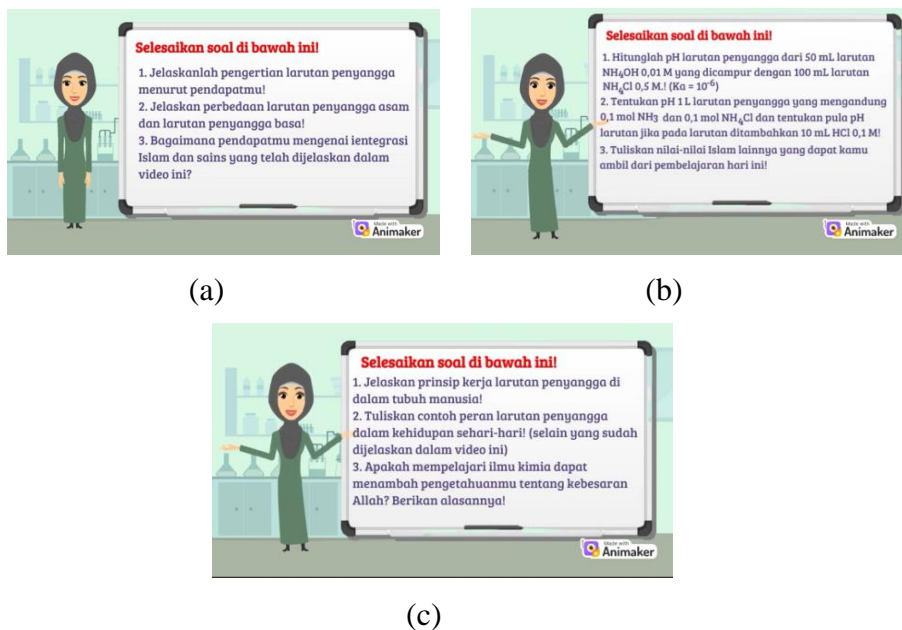 Selesaikan soal di bawah ini!
1. Jelaskanlah pengertian larutan penyangga
menurut pendapatmu!
2. Jelaskan perbedaan larutan penyangga asam
dan larutan penyangga basa!
3. Bagaimana pendapatmu mengenai ientegrasi
Islam dan sains yang telah dijelaskan dalam
video ini?
Made with
Animaker
(a)
Selesaikan soal di bawah ini!
1. Hitunglah pH larutan penyangga dari 50 mL larutan
NH₄OH 0,01 M yang dicampur dengan 100 mL larutan
NH₄Cl 0,5 M.! (Ka = 10⁻⁶)
2. Tentukan pH 1 L larutan penyangga yang mengandung
0,1 mol NH₃ dan 0,1 mol NH₄Cl dan tentukan pula pH
larutan jika pada larutan ditambahkan 10 mL HCl 0,1 M!
3. Tuliskan nilai-nilai Islam lainnya yang dapat kamu
ambil dari pembelajaran hari ini!
Made with
Animaker
(b)
Selesaikan soal di bawah ini!
1. Jelaskan prinsip kerja larutan penyangga di
dalam tubuh manusia!
2. Tuliskan contoh peran larutan penyangga
dalam kehidupan sehari-hari! (selain yang sudah
dijelaskan dalam video ini)
3. Apakah mempelajari ilmu kimia dapat
menambah pengetahuanmu tentang kebesaran
Allah? Berikan alasannya!
Made with
Animaker
(c)